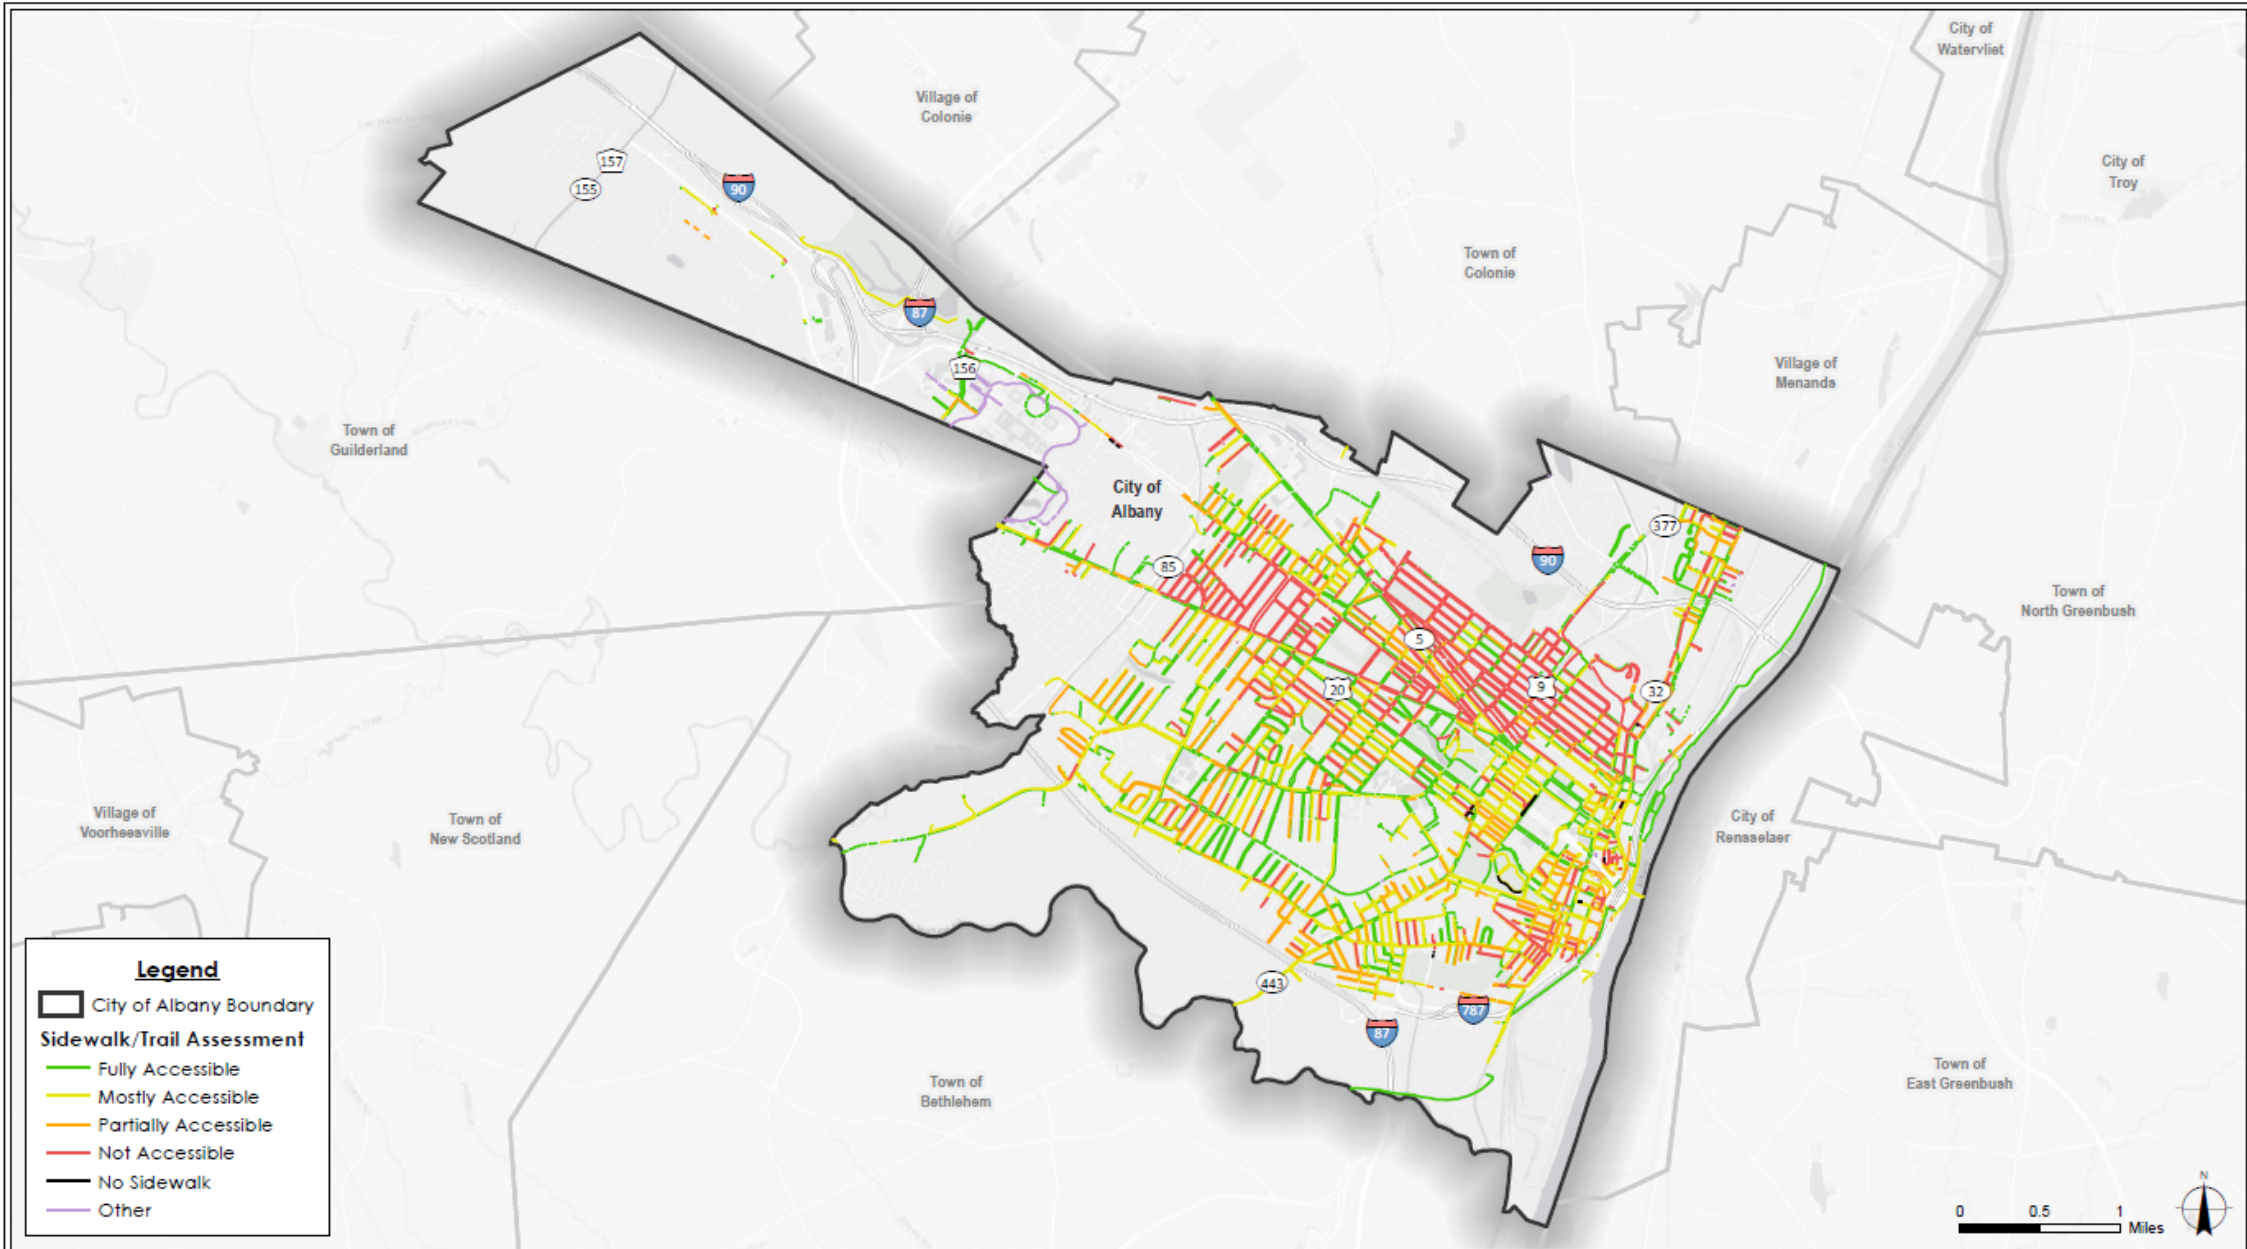 City of
Watervliet
Village of
Colonie
City of
Troy
157
155
90
Town of
Colonie
87
156
Village of
Menands
Town of
Guilderland
City of
Albany
377
90
85
Town of
North Greenbush
5
20
9
32
Village of
Voorheesville
Town of
New Scotland
City of
Rensselaer
443
787
87
Town of
Bethlehem
Town of
East Greenbush
Legend
City of Albany Boundary
Sidewalk/Trail Assessment
Fully Accessible
Mostly Accessible
Partially Accessible
Not Accessible
No Sidewalk
Other
N
0 0.5 1
Miles